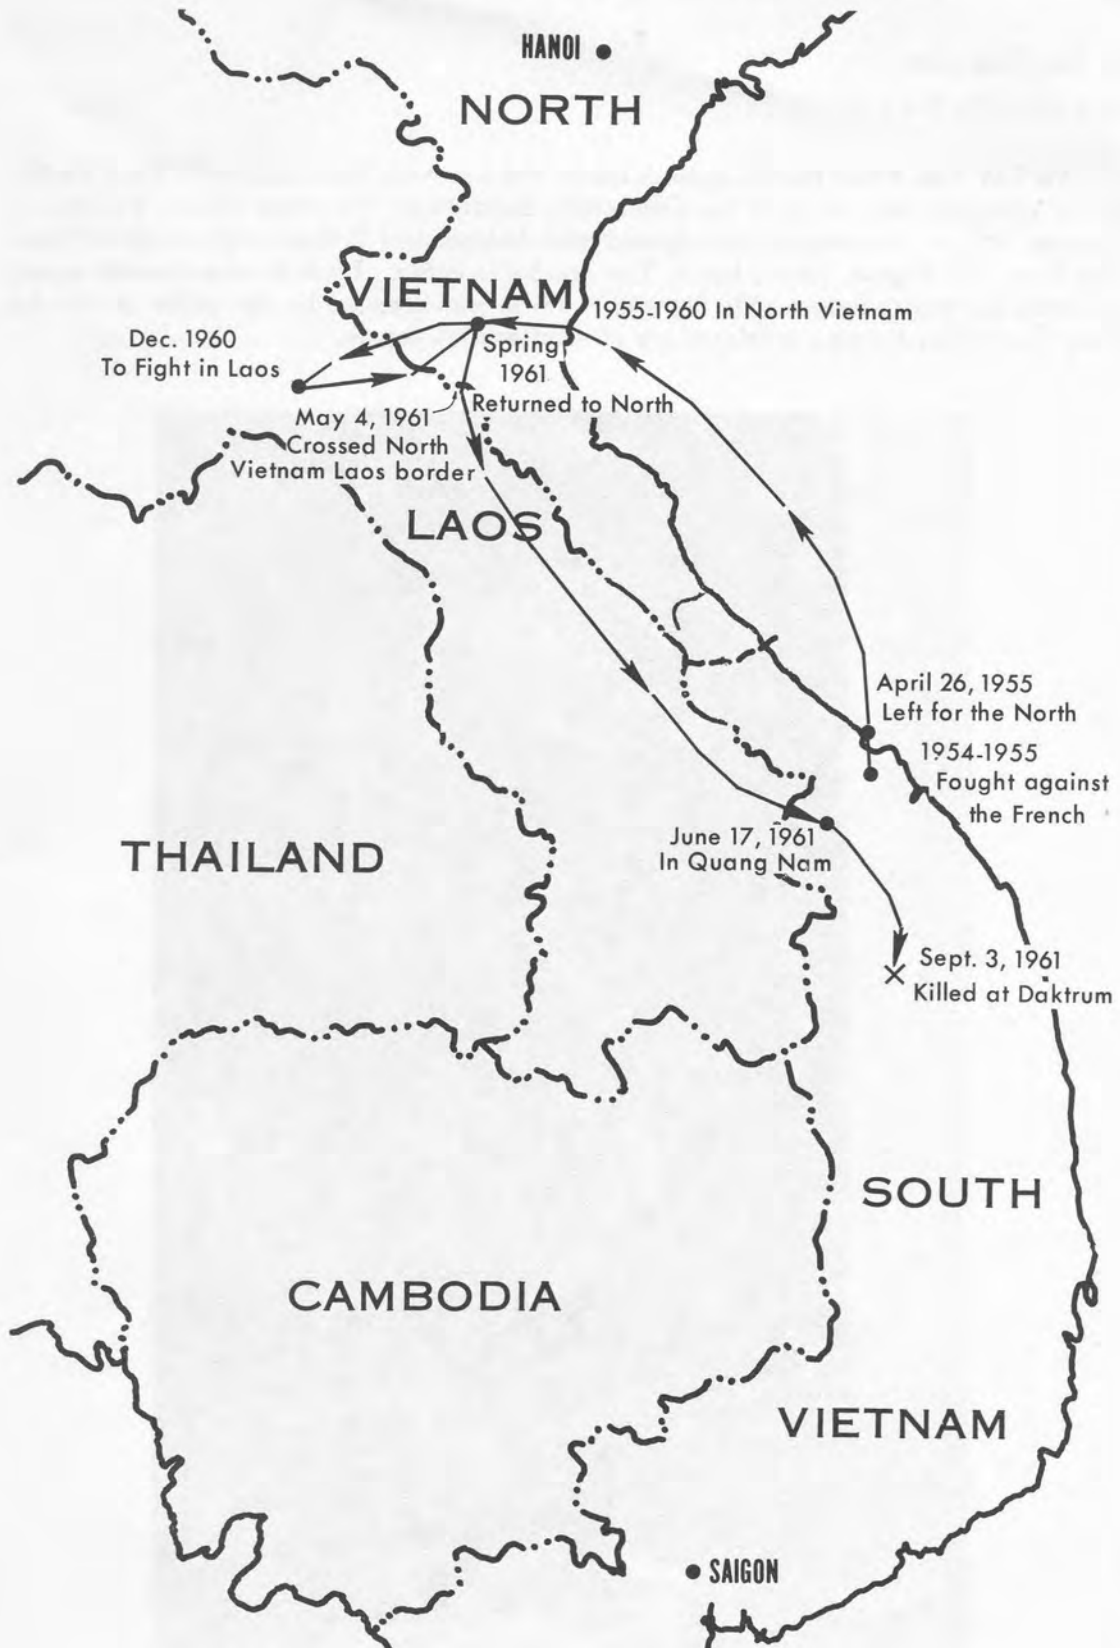 HANOI
NORTH
VIETNAM
1955-1960 In North Vietnam
Dec. 1960
To Fight in Laos
Spring
1961
Returned to North
May 4, 1961
Crossed North
Vietnam Laos border
LAOS
April 26, 1955
Left for the North
1954-1955
Fought against
the French
THAILAND
June 17, 1961
In Quang Nam
Sept. 3, 1961
Killed at Daktrum
SOUTH
CAMBODIA
VIETNAM
SAIGON